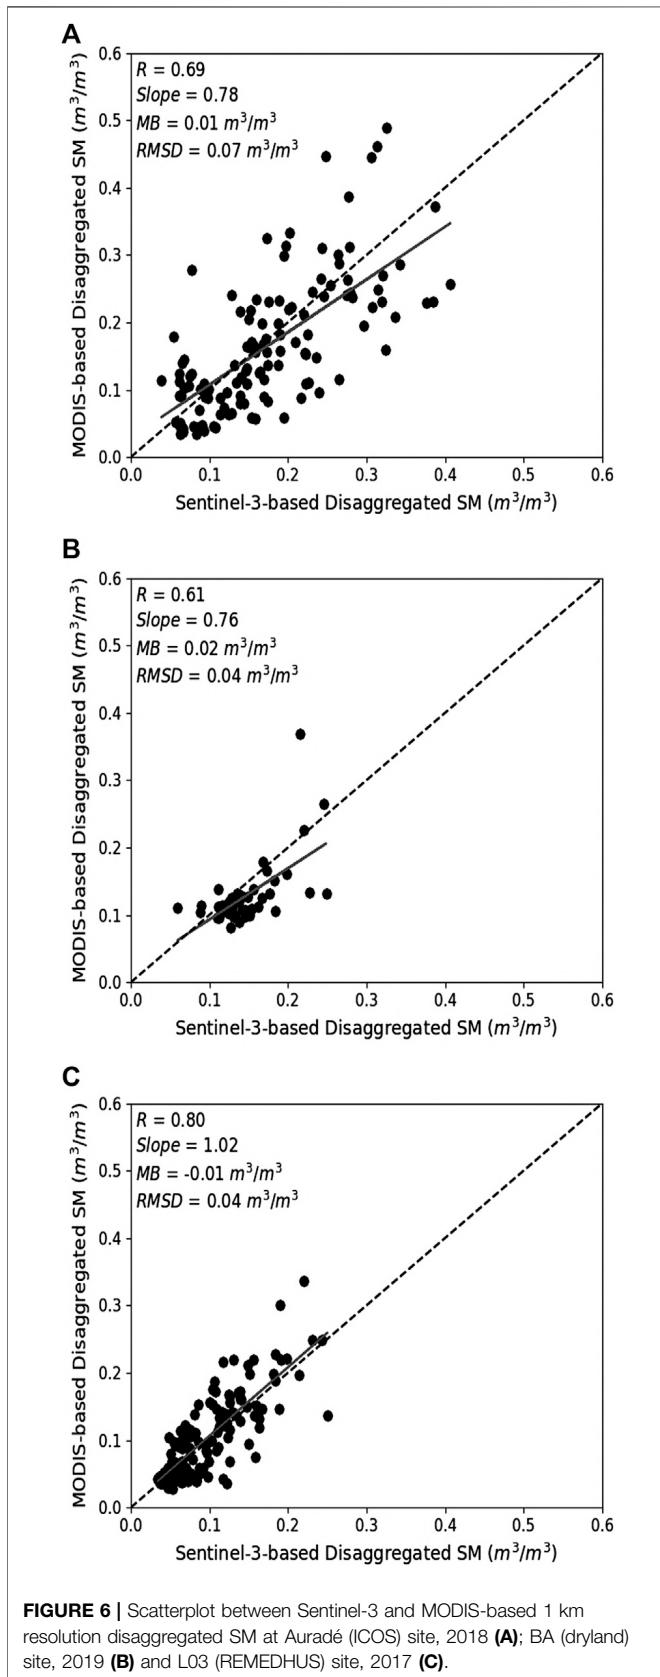 A
0.6
R = 0.69
Slope = 0.78
MB = 0.01 m³/m³
RMSD = 0.07 m³/m³
0.5
0.4
0.3
0.2
0.1
0.0
MODIS-based Disaggregated SM (m³/m³)
0.0 0.1 0.2 0.3 0.4 0.5 0.6
Sentinel-3-based Disaggregated SM (m³/m³)
B
0.6
R = 0.61
Slope = 0.76
MB = 0.02 m³/m³
RMSD = 0.04 m³/m³
0.5
0.4
0.3
0.2
0.1
0.0
MODIS-based Disaggregated SM (m³/m³)
0.0 0.1 0.2 0.3 0.4 0.5 0.6
Sentinel-3-based Disaggregated SM (m³/m³)
C
0.6
R = 0.80
Slope = 1.02
MB = -0.01 m³/m³
RMSD = 0.04 m³/m³
0.5
0.4
0.3
0.2
0.1
0.0
MODIS-based Disaggregated SM (m³/m³)
0.0 0.1 0.2 0.3 0.4 0.5 0.6
Sentinel-3-based Disaggregated SM (m³/m³)
FIGURE 6 | Scatterplot between Sentinel-3 and MODIS-based 1 km
resolution disaggregated SM at Auradé (ICOS) site, 2018 (A); BA (dryland)
site, 2019 (B) and L03 (REMEDHUS) site, 2017 (C).